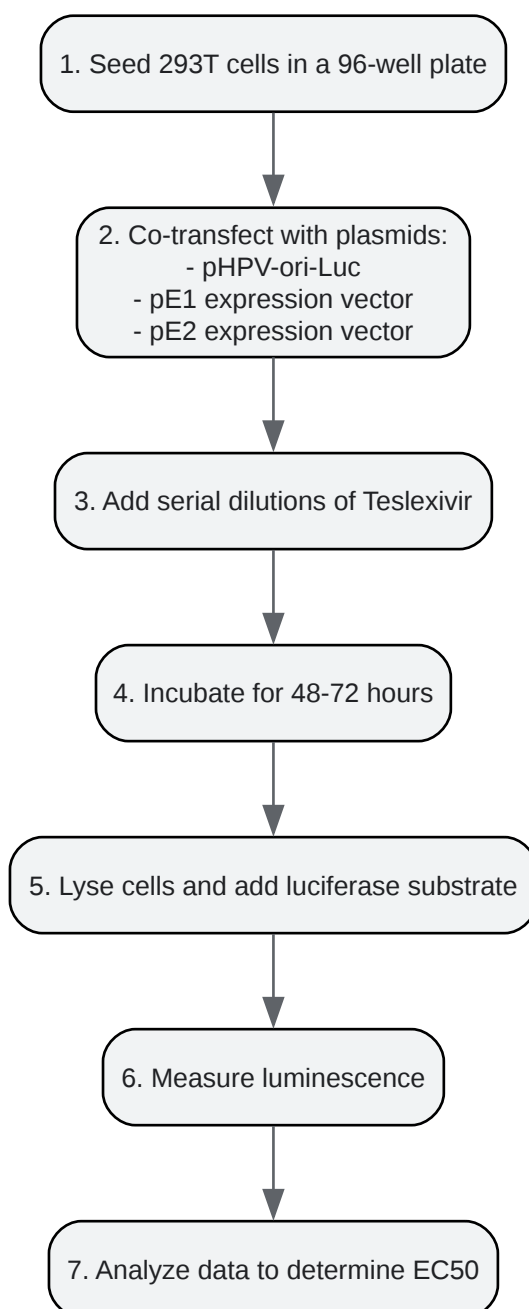 1. Seed 293T cells in a 96-well plate
2. Co-transfect with plasmids:
- pHPV-ori-Luc
- pE1 expression vector
- pE2 expression vector
3. Add serial dilutions of Teslexivir
4. Incubate for 48-72 hours
5. Lyse cells and add luciferase substrate
6. Measure luminescence
7. Analyze data to determine EC50